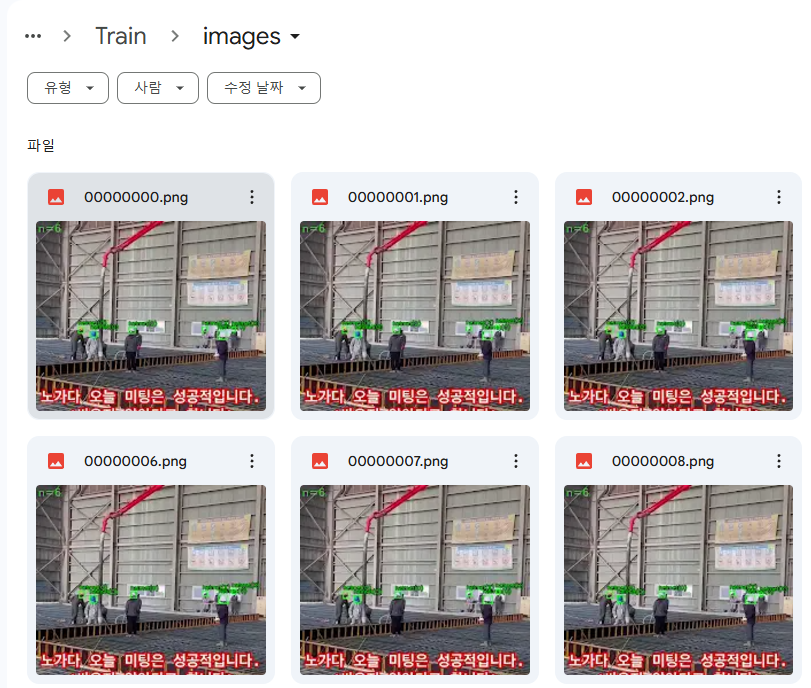 Train
images
유형
사람
수정 날짜
파일
00000000.png
00000001.png
00000002.png
n=6
n=6
n=6
노가다, 오늘 미팅은 성공적입니다.
노가다, 오늘 미팅은 성공적입니다.
노가다, 오늘 미팅은 성공적입니다.
00000006.png
00000007.png
00000008.png
n=6
n=6
n=6
노가다, 오늘 미팅은 성공적입니다.
노가다, 오늘 미팅은 성공적입니다.
노가다, 오늘 미팅은 성공적입니다.